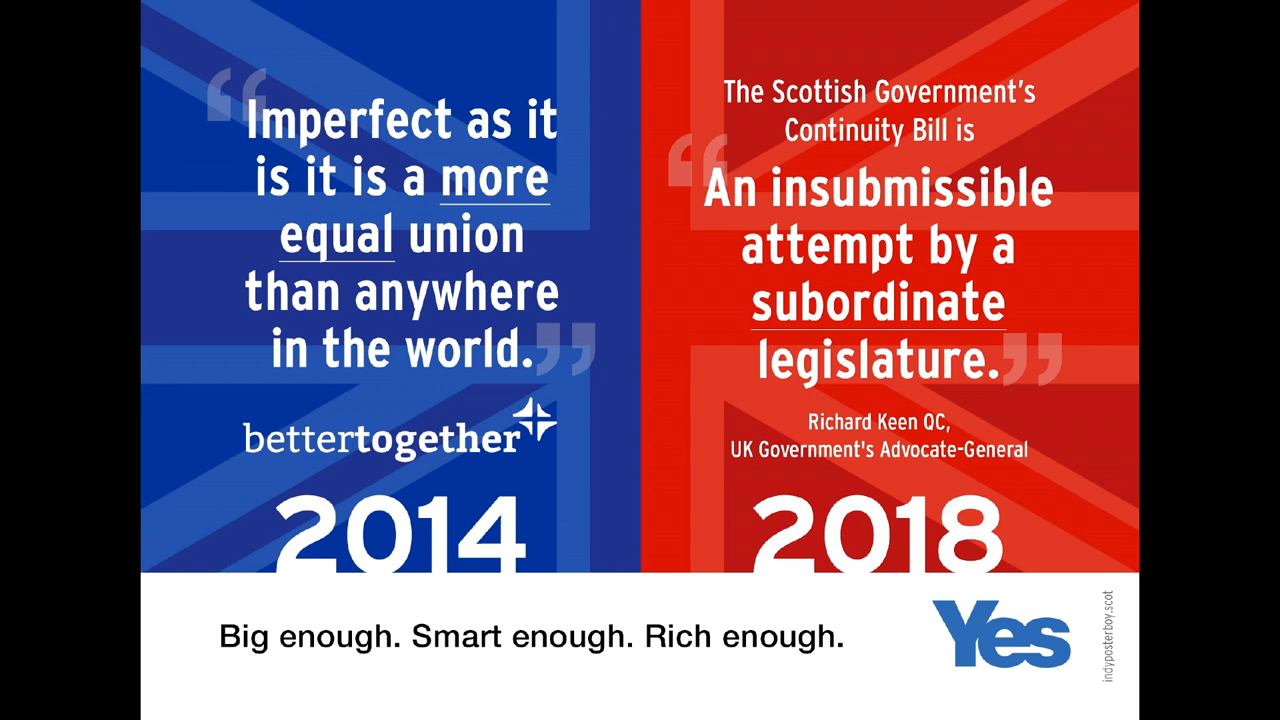 “Imperfect as it
is it is a more
equal union
than anywhere
in the world.”
bettertogether
2014
The Scottish Government's
Continuity Bill is
“An insubmissible
attempt by a
subordinate
legislature.”
Richard Keen QC,
UK Government's Advocate-General
2018
Big enough. Smart enough. Rich enough.
Yes
indyposterboy.scot